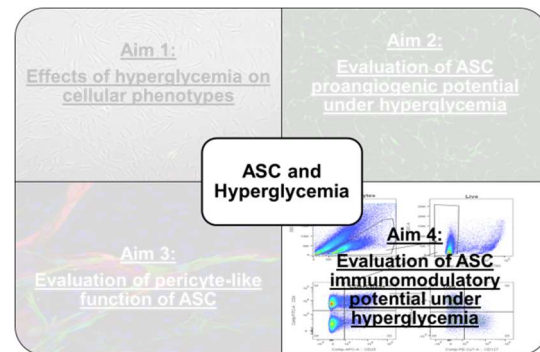 Aim 1:
Effects of hyperglycemia on
cellular phenotypes
Aim 2:
Evaluation of ASC
proangiogenic potential
under hyperglycemia
ASC and
Hyperglycemia
Aim 3:
Evaluation of pericyte-like
function of ASC
Live
Aim 4:
Evaluation of ASC
immunomodulatory
potential under
hyperglycemia